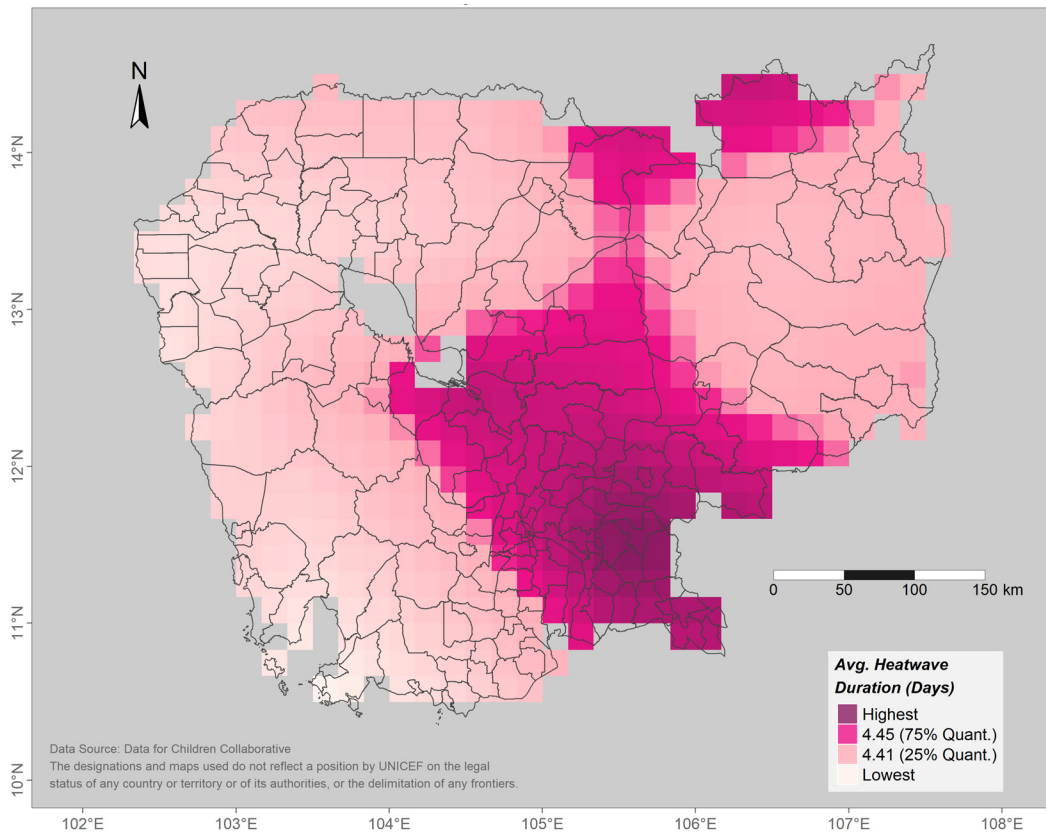 N
14°N
13°N
12°N
11°N
10°N
0 50 100 150 km
Avg. Heatwave
Duration (Days)
Highest
4.45 (75% Quant.)
4.41 (25% Quant.)
Lowest
Data Source: Data for Children Collaborative
The designations and maps used do not reflect a position by UNICEF on the legal
status of any country or territory or of its authorities, or the delimitation of any frontiers.
102°E 103°E 104°E 105°E 106°E 107°E 108°E